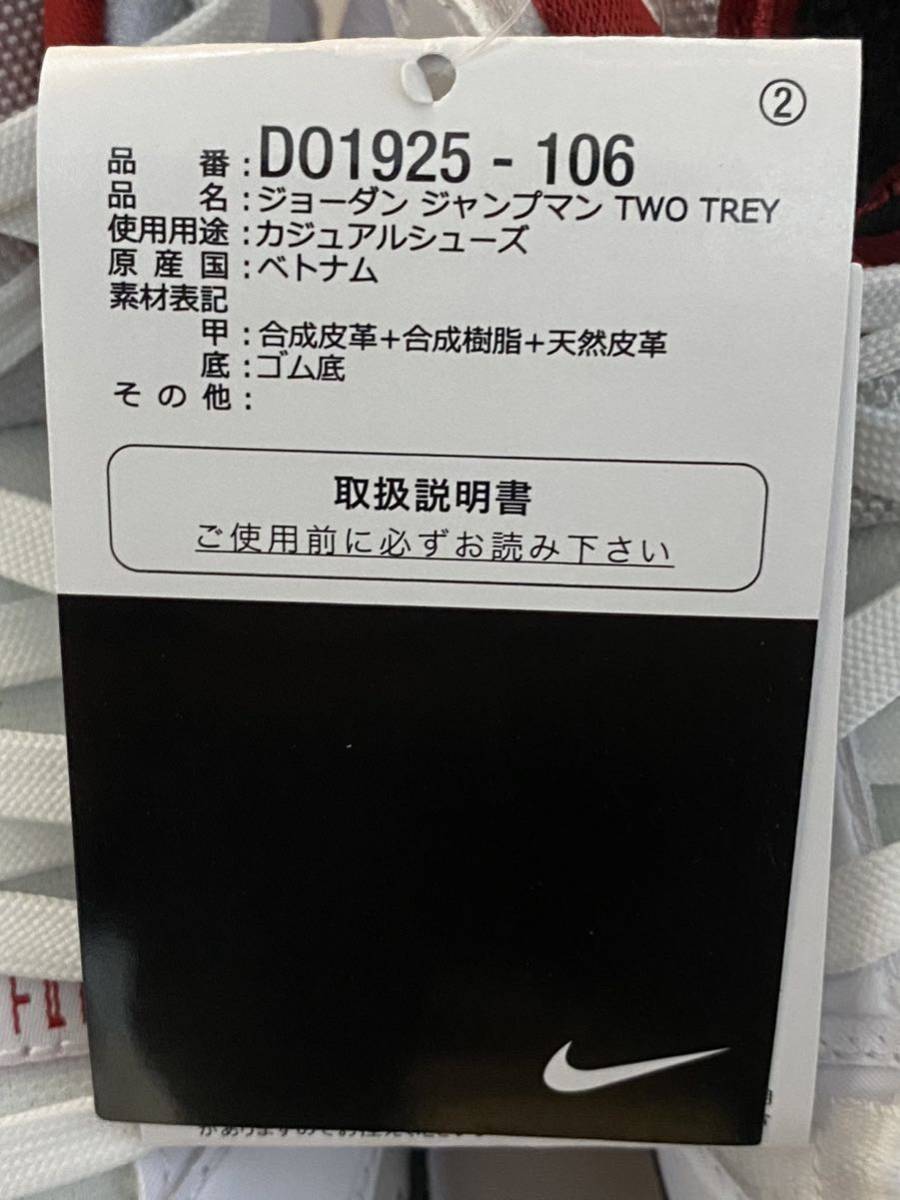 ②
品番:DO1925 - 106
品名:ジョーダン ジャンプマン TWO TREY
使用用途:カジュアルシューズ
原産国:ベトナム
素材表記
甲:合成皮革+合成樹脂+天然皮革
底:ゴム底
その他:
取扱説明書
ご使用前に必ずお読み下さい